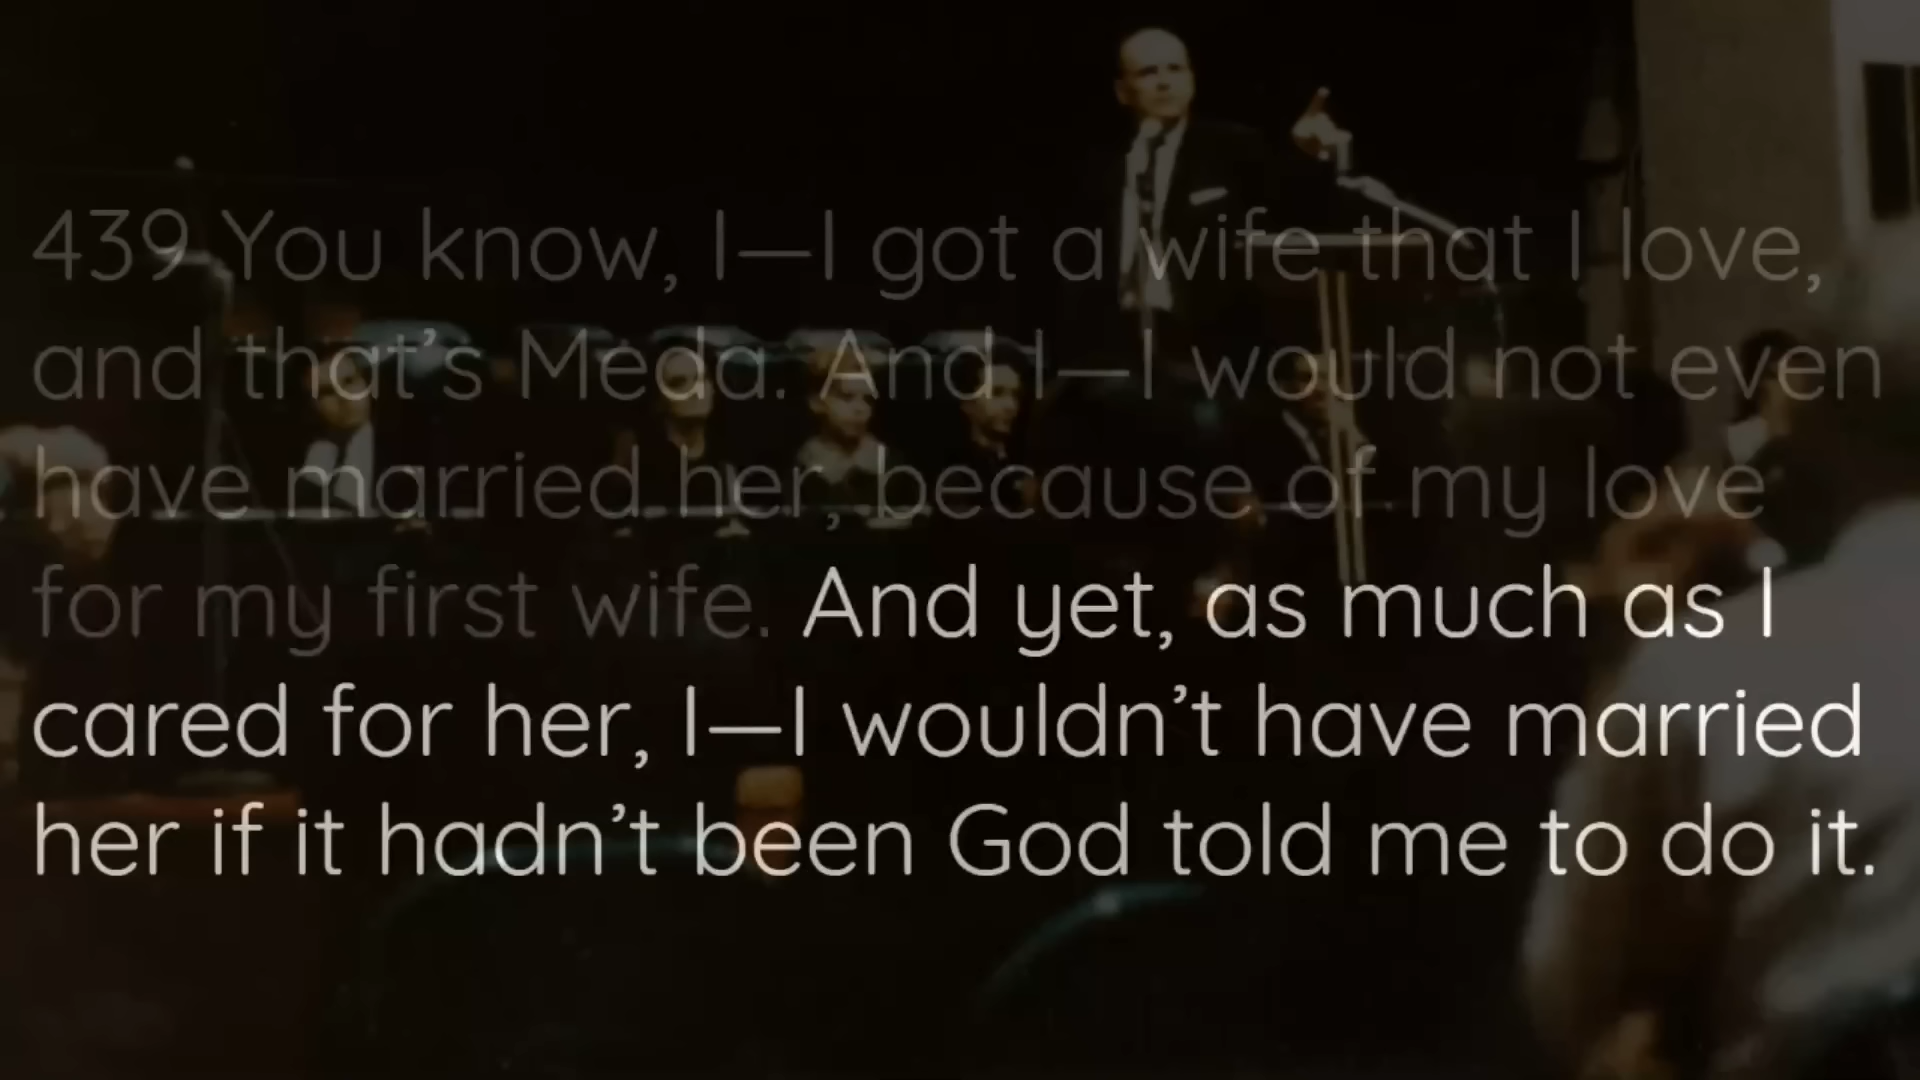 439 You know, I—I got a wife that I love,
and that’s Meda. And I—I would not even
have married her, because of my love
for my first wife. And yet, as much as I
cared for her, I—I wouldn’t have married
her if it hadn’t been God told me to do it.